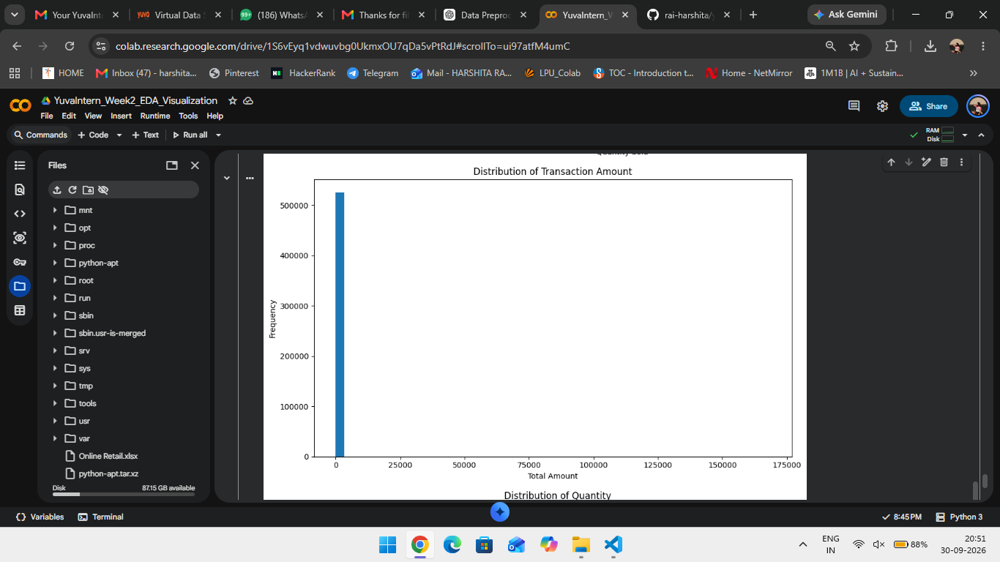 Your YuvaInte
YUVA Virtual Data S
99+ (186) WhatsA
Thanks for fil
Data Preproc
YuvaIntern_W
rai-harshita/y
Ask Gemini
colab.research.google.com/drive/1S6vEyq1vdwuvbg0UkmxOU7qDa5vPtRdJ#scrollTo=ui97atfM4umC
HOME
Inbox (47) - harshita...
Pinterest
HackerRank
Telegram
Mail - HARSHITA RA...
LPU_Colab
TOC - Introduction t...
Home - NetMirror
1M1B | AI + Sustain...
YuvaIntern_Week2_EDA_Visualization
File Edit View Insert Runtime Tools Help
Share
Commands + Code + Text Run all
RAM
Disk
Files
mnt
opt
proc
python-apt
root
run
sbin
sbin.usr-is-merged
srv
sys
tmp
tools
usr
var
Online Retail.xlsx
python-apt.tar.xz
Disk 87.15 GB available
Distribution of Transaction Amount
500000
400000
300000
200000
100000
0
Frequency
0 25000 50000 75000 100000 125000 150000 175000
Total Amount
Distribution of Quantity
Variables Terminal
8:45 PM Python 3
ENG
IN
88%
20:51
30-09-2026